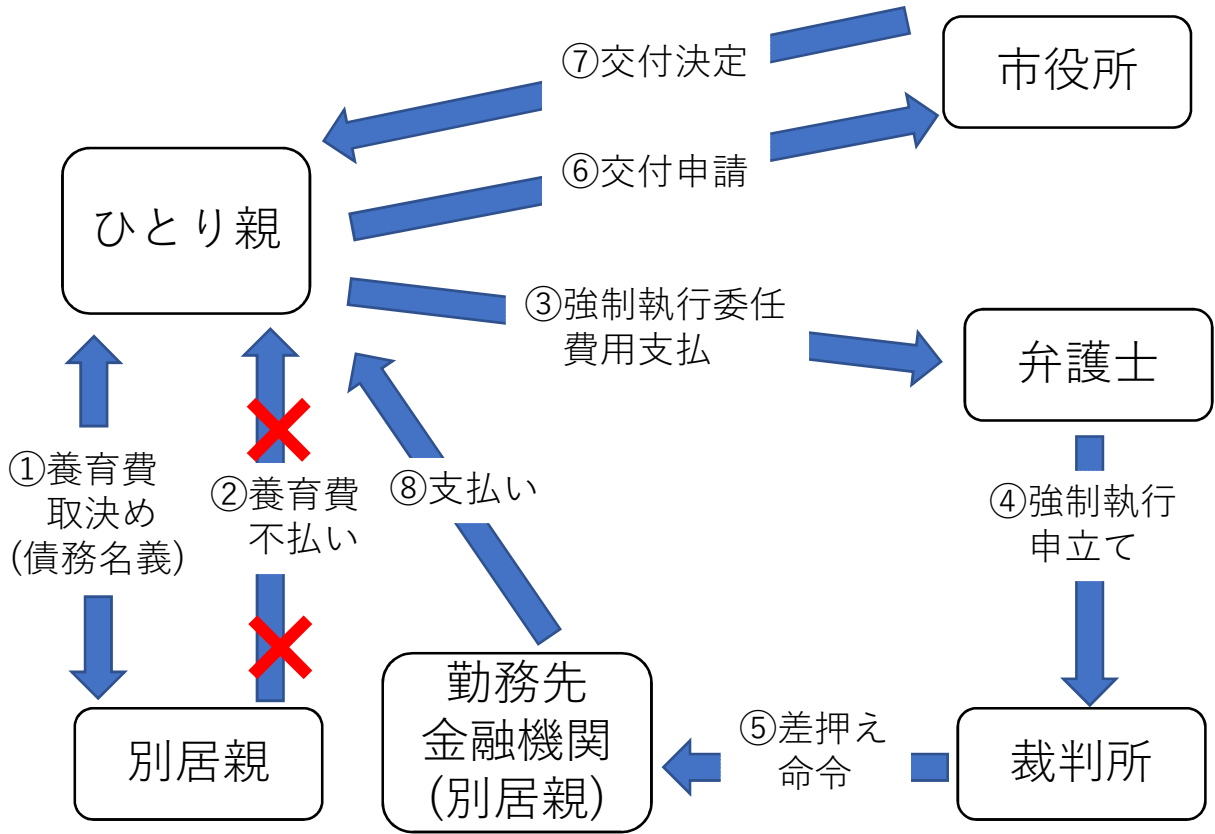 ⑦交付決定
市役所
⑥交付申請
ひとり親
③強制執行委任
費用支払
弁護士
①養育費
取決め
(債務名義)
②養育費
不払い
⑧支払い
④強制執行
申立て
別居親
勤務先
金融機関
(別居親)
⑤差押え
命令
裁判所